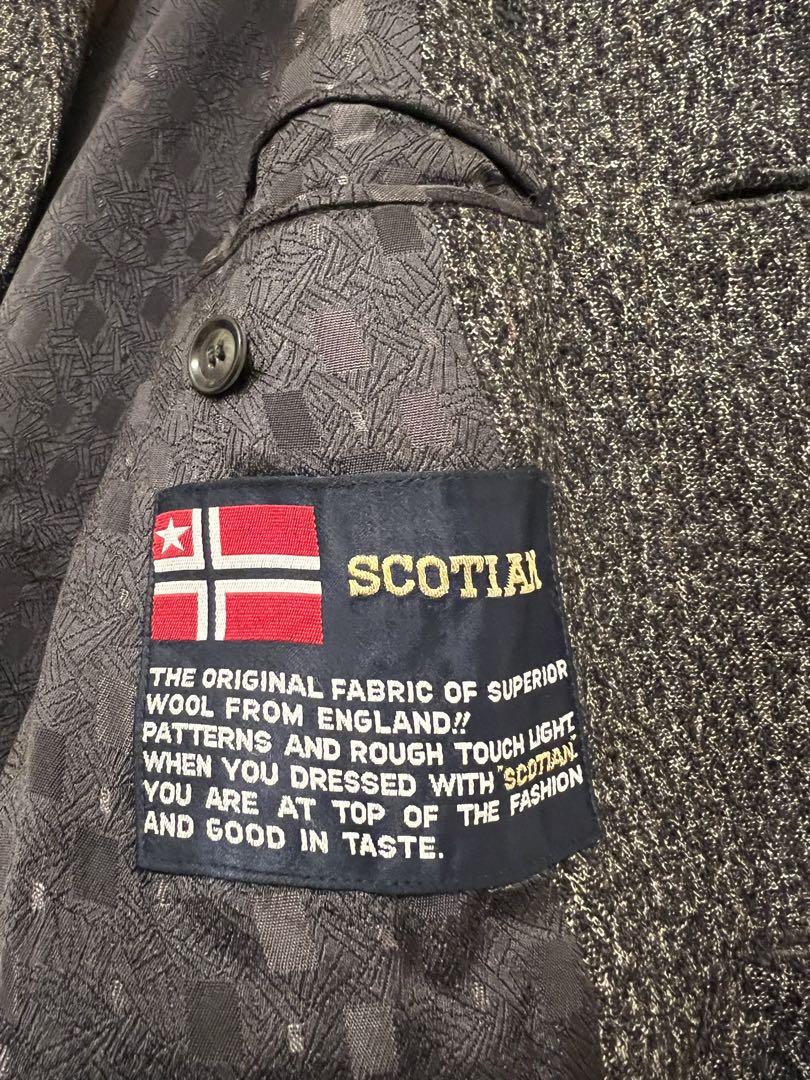 SCOTIAN
THE ORIGINAL FABRIC OF SUPERIOR
WOOL FROM ENGLAND!!
PATTERNS AND ROUGH TOUCH LIGHT.
WHEN YOU DRESSED WITH "SCOTIAN."
YOU ARE AT TOP OF THE FASHION
AND GOOD IN TASTE.